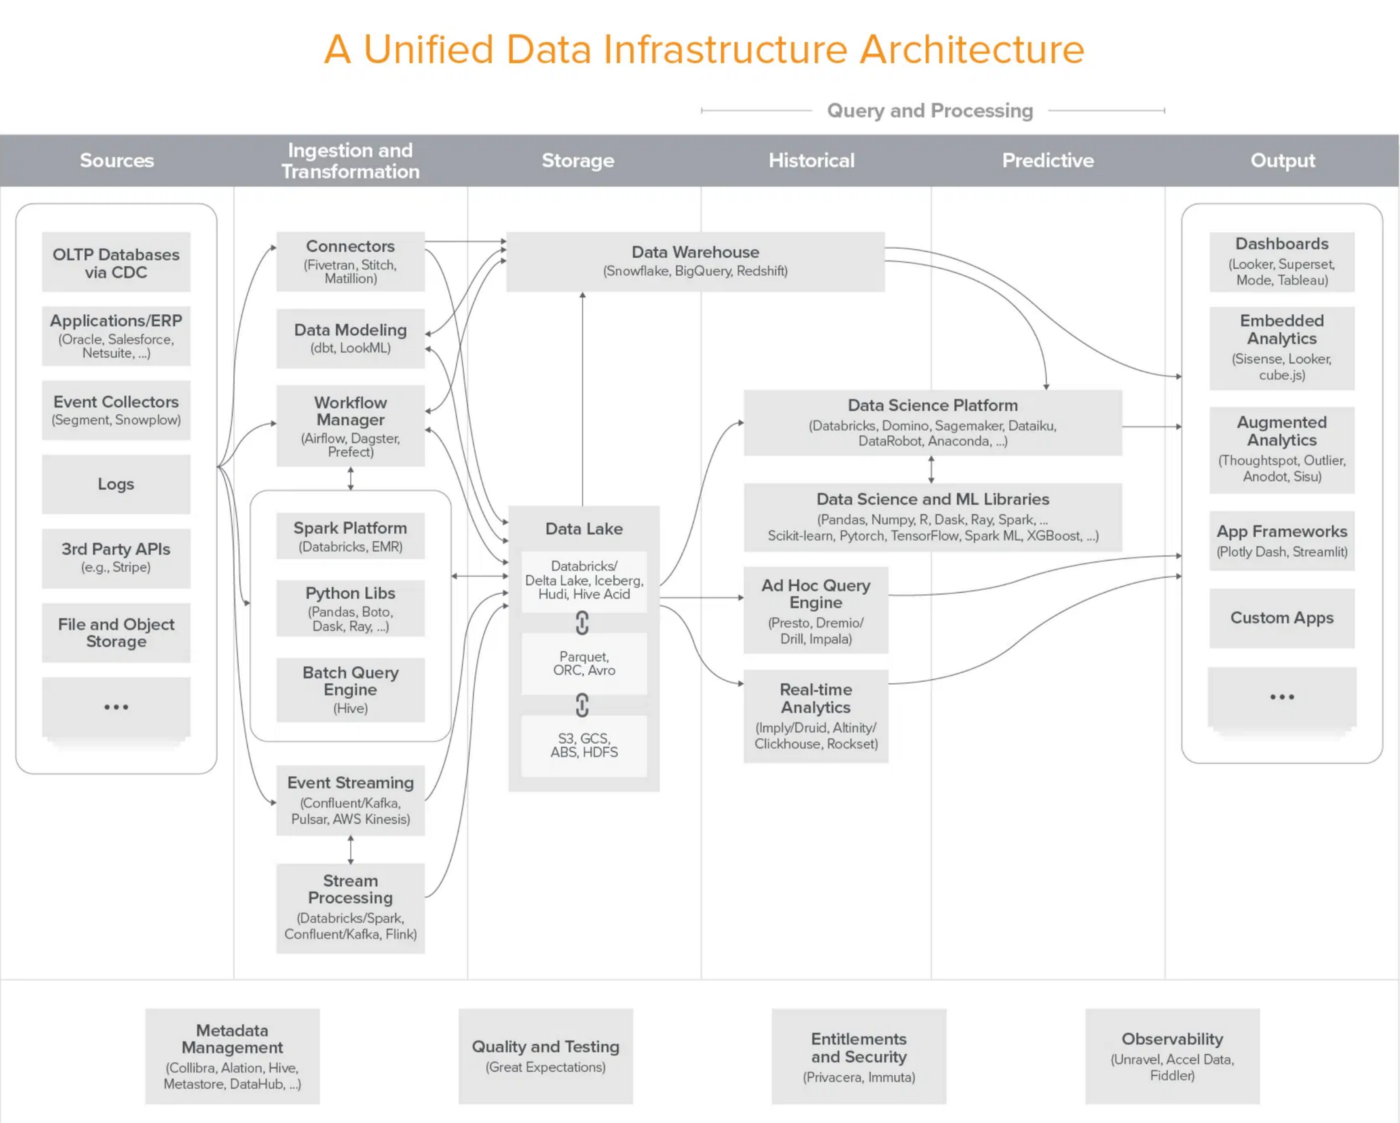 A Unified Data Infrastructure Architecture
Query and Processing
Sources
Ingestion and
Transformation
Storage
Historical
Predictive
Output
OLTP Databases
via CDC
Applications/ERP
(Oracle, Salesforce,
Netsuite, ...)
Event Collectors
(Segment, Snowplow)
Logs
3rd Party APIs
(e.g., Stripe)
File and Object
Storage
...
Connectors
(Fivetran, Stitch,
Matillion)
Data Modeling
(dbt, LookML)
Workflow
Manager
(Airflow, Dagster,
Prefect)
Spark Platform
(Databricks, EMR)
Python Libs
(Pandas, Boto,
Dask, Ray, ...)
Batch Query
Engine
(Hive)
Event Streaming
(Confluent/Kafka,
Pulsar, AWS Kinesis)
Stream
Processing
(Databricks/Spark,
Confluent/Kafka, Flink)
Data Warehouse
(Snowflake, BigQuery, Redshift)
Data Lake
Databricks/
Delta Lake, Iceberg,
Hudi, Hive Acid
Parquet,
ORC, Avro
S3, GCS,
ABS, HDFS
Data Science Platform
(Databricks, Domino, Sagemaker, Dataiku,
DataRobot, Anaconda, ...)
Data Science and ML Libraries
(Pandas, Numpy, R, Dask, Ray, Spark, ...
Scikit-learn, Pytorch, TensorFlow, Spark ML, XGBoost, ...)
Ad Hoc Query
Engine
(Presto, Dremio/
Drill, Impala)
Real-time
Analytics
(Imply/Druid, Altinity/
Clickhouse, Rockset)
Dashboards
(Looker, Superset,
Mode, Tableau)
Embedded
Analytics
(Sisense, Looker,
cube.js)
Augmented
Analytics
(Thoughtspot, Outlier,
Anodot, Sisu)
App Frameworks
(Plotly Dash, Streamlit)
Custom Apps
...
Metadata
Management
(Collibra, Alation, Hive,
Metastore, DataHub, ...)
Quality and Testing
(Great Expectations)
Entitlements
and Security
(Privacera, Immuta)
Observability
(Unravel, Accel Data,
Fiddler)